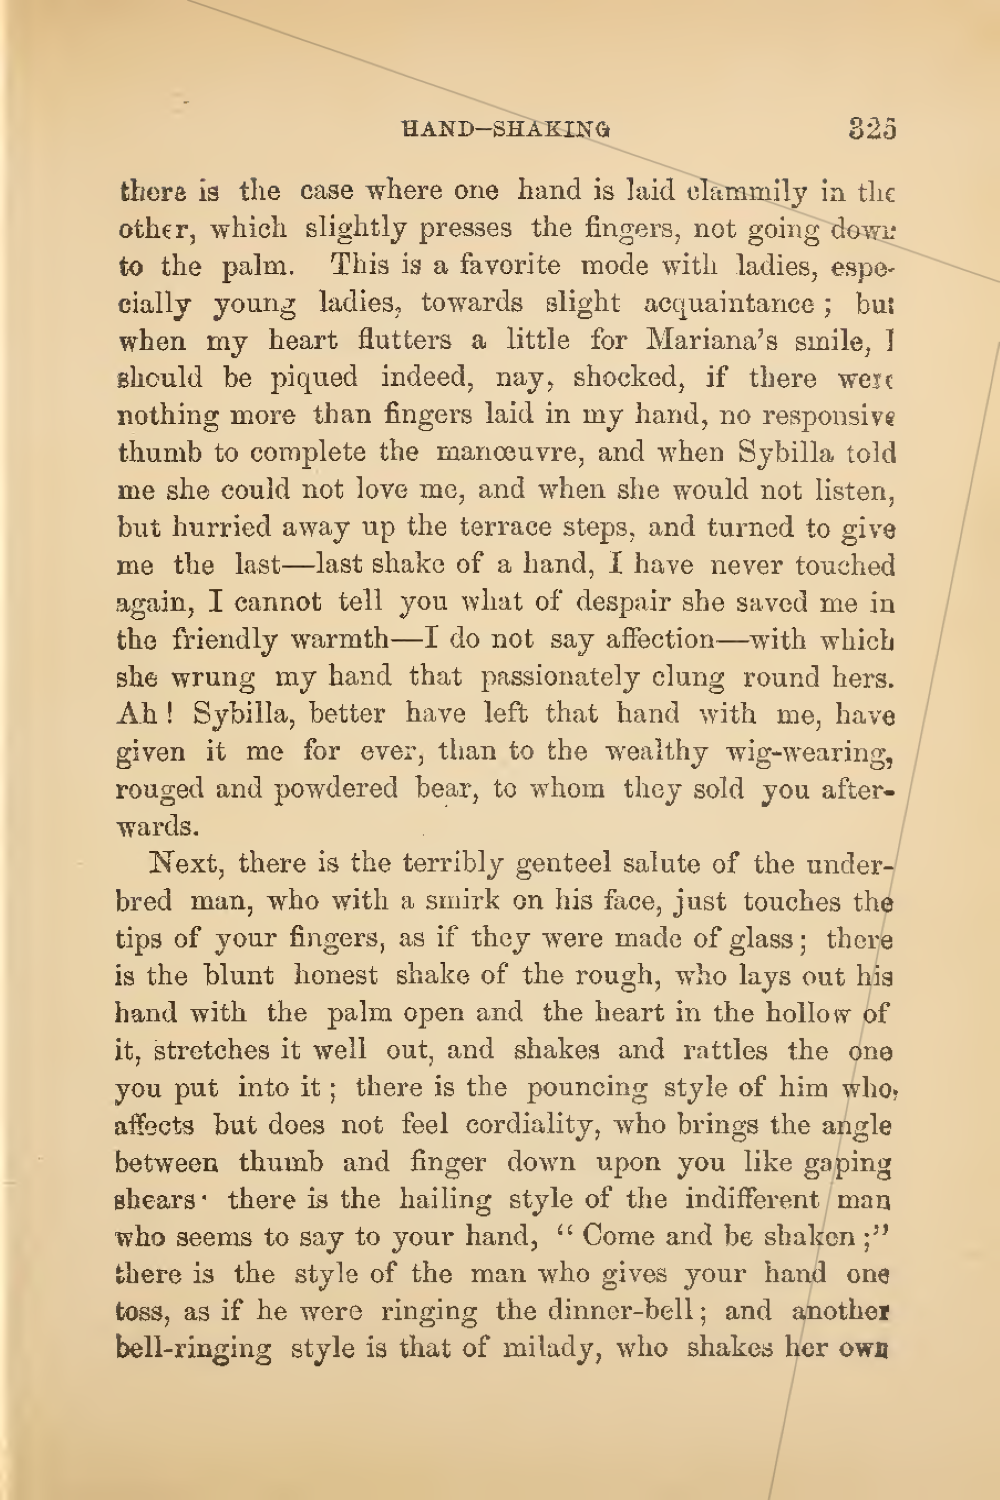 HAND-SHAKING 325
there is the case where one hand is laid clammily in the
other, which slightly presses the fingers, not going down
to the palm. This is a favorite mode with ladies, espe-
cially young ladies, towards slight acquaintance; but
when my heart flutters a little for Mariana's smile, I
should be piqued indeed, nay, shocked, if there were
nothing more than fingers laid in my hand, no responsive
thumb to complete the manœuvre, and when Sybilla told
me she could not love me, and when she would not listen,
but hurried away up the terrace steps, and turned to give
me the last—last shake of a hand, I have never touched
again, I cannot tell you what of despair she saved me in
the friendly warmth—I do not say affection—with which
she wrung my hand that passionately clung round hers.
Ah! Sybilla, better have left that hand with me, have
given it me for ever, than to the wealthy wig-wearing,
rouged and powdered bear, to whom they sold you after-
wards.
Next, there is the terribly genteel salute of the under-
bred man, who with a smirk on his face, just touches the
tips of your fingers, as if they were made of glass; there
is the blunt honest shake of the rough, who lays out his
hand with the palm open and the heart in the hollow of
it, stretches it well out, and shakes and rattles the one
you put into it; there is the pouncing style of him who,
affects but does not feel cordiality, who brings the angle
between thumb and finger down upon you like gaping
shears· there is the hailing style of the indifferent man
who seems to say to your hand, "Come and be shaken;"
there is the style of the man who gives your hand one
toss, as if he were ringing the dinner-bell; and another
bell-ringing style is that of milady, who shakes her own